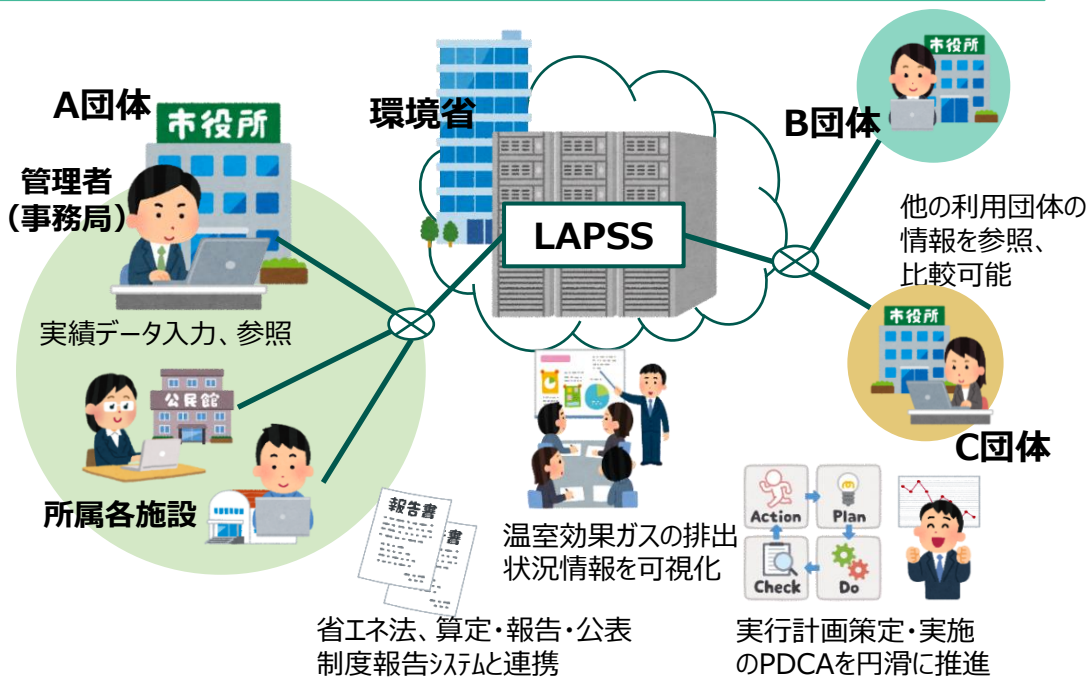 A団体
市役所
管理者
（事務局）
実績データ入力、参照
公民館
所属各施設
環境省
LAPSS
B団体
市役所
他の利用団体の
情報を参照、
比較可能
市役所
C団体
報告書
温室効果ガスの排出
状況情報を可視化
省エネ法、算定・報告・公表
制度報告システムと連携
Action
Plan
Check
Do
実行計画策定・実施
のPDCAを円滑に推進